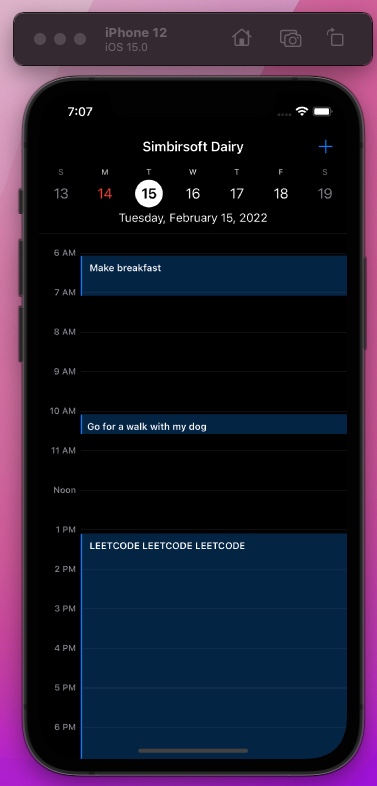 iPhone 12
iOS 15.0
7:07
Simbirsoft Dairy
S M T W T F S
13 14 15 16 17 18 19
Tuesday, February 15, 2022
6 AM
Make breakfast
7 AM
8 AM
9 AM
10 AM
Go for a walk with my dog
11 AM
Noon
1 PM
LEETCODE LEETCODE LEETCODE
2 PM
3 PM
4 PM
5 PM
6 PM